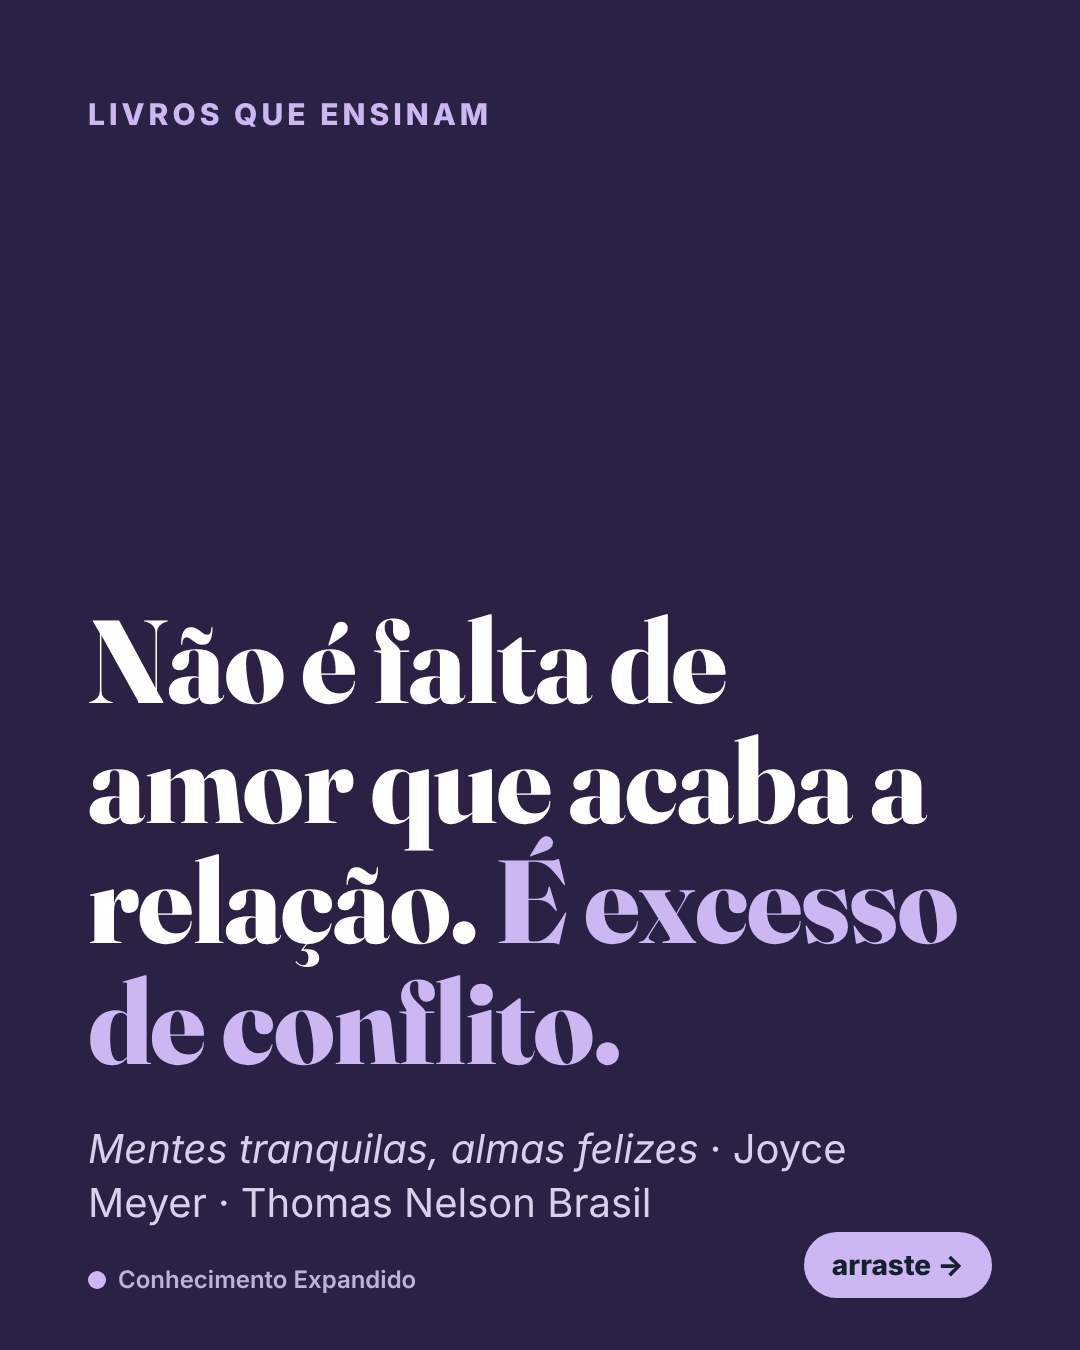 LIVROS QUE ENSINAM
Não é falta de
amor que acaba a
relação. É excesso
de conflito.
Mentes tranquilas, almas felizes · Joyce
Meyer · Thomas Nelson Brasil
Conhecimento Expandido
arraste →